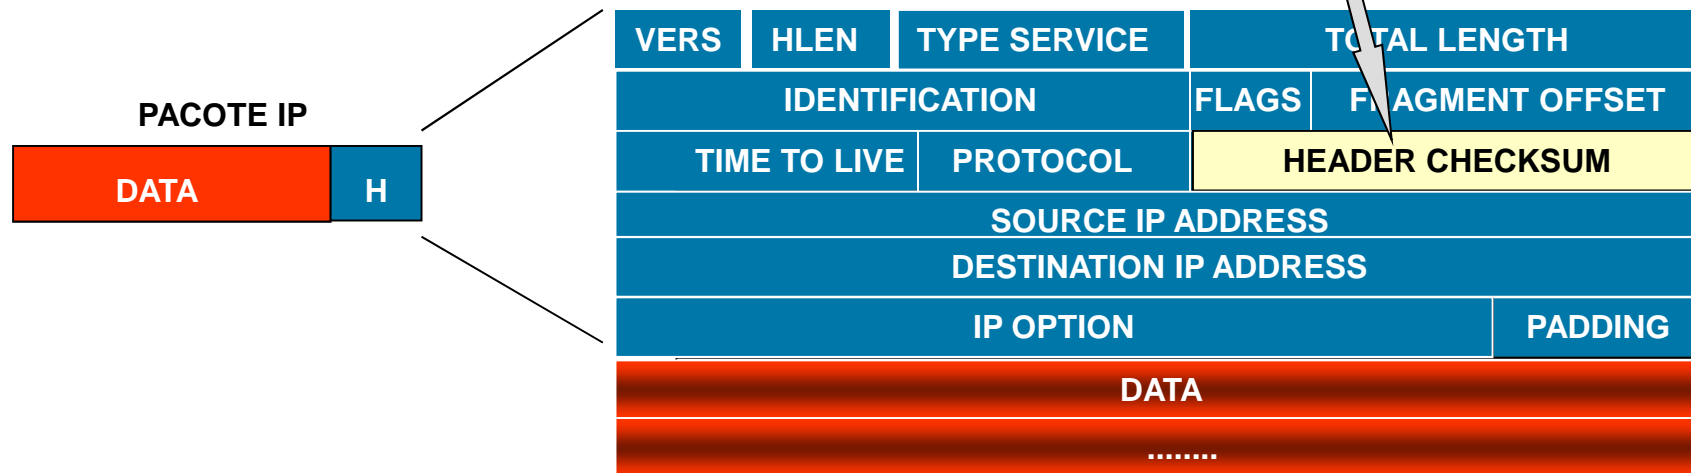 PACOTE IP
DATA H
VERS HLEN TYPE SERVICE TOTAL LENGTH
IDENTIFICATION FLAGS FRAGMENT OFFSET
TIME TO LIVE PROTOCOL HEADER CHECKSUM
SOURCE IP ADDRESS
DESTINATION IP ADDRESS
IP OPTION PADDING
DATA
........